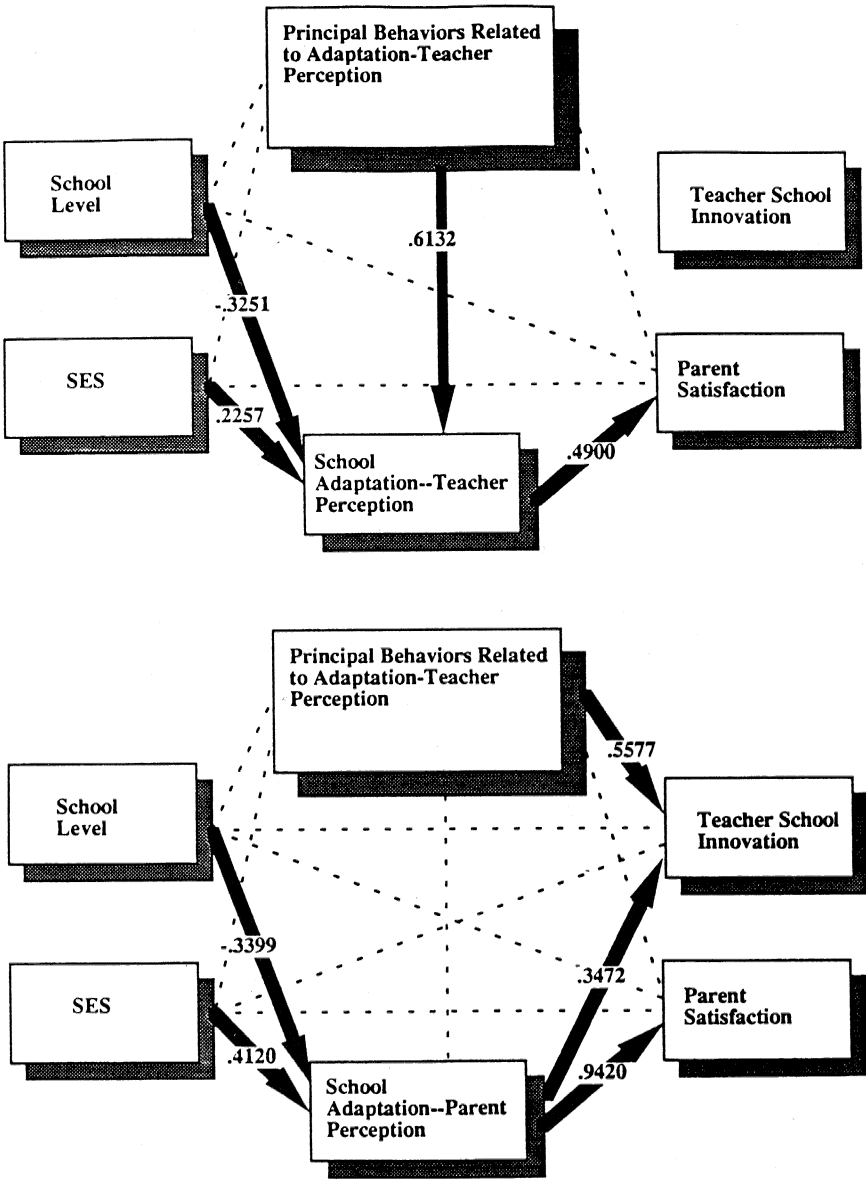 Principal Behaviors Related
to Adaptation-Teacher
Perception
School
Level
Teacher School
Innovation
.6132
-.3251
SES
Parent
Satisfaction
.2257
School
Adaptation--Teacher
Perception
.4900
Principal Behaviors Related
to Adaptation-Teacher
Perception
.5577
School
Level
Teacher School
Innovation
-.3399
.3472
SES
Parent
Satisfaction
.4120
.9420
School
Adaptation--Parent
Perception